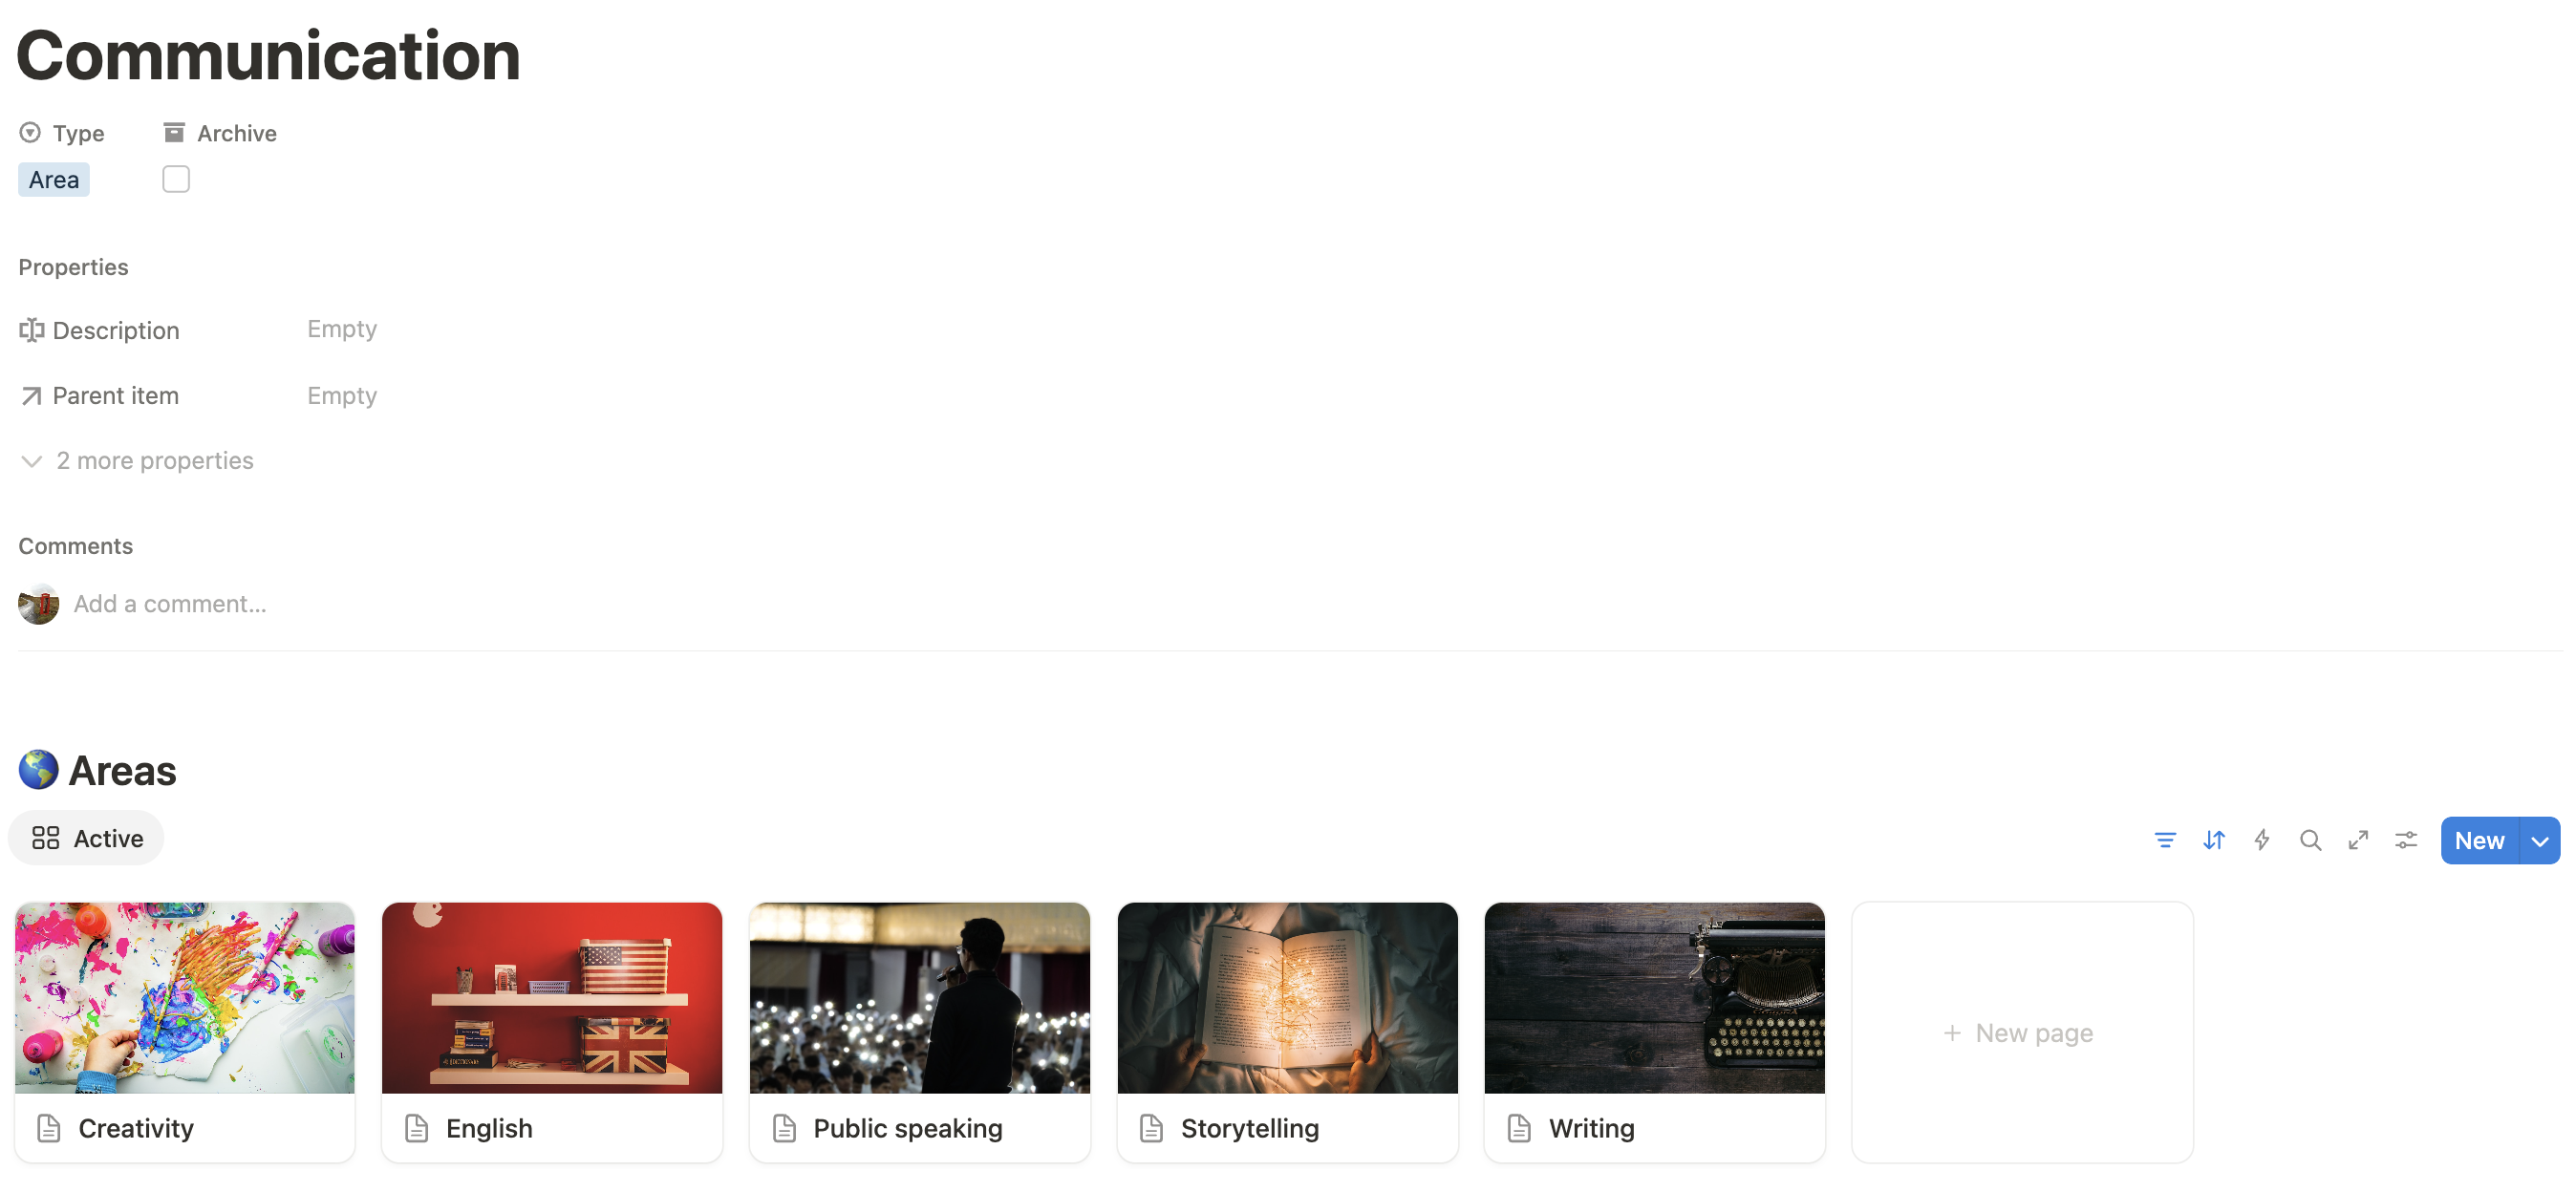 Communication
Type Archive
Area
Properties
Description Empty
Parent item Empty
2 more properties
Comments
Add a comment...
Areas
Active New
Creativity English Public speaking Storytelling Writing
+ New page